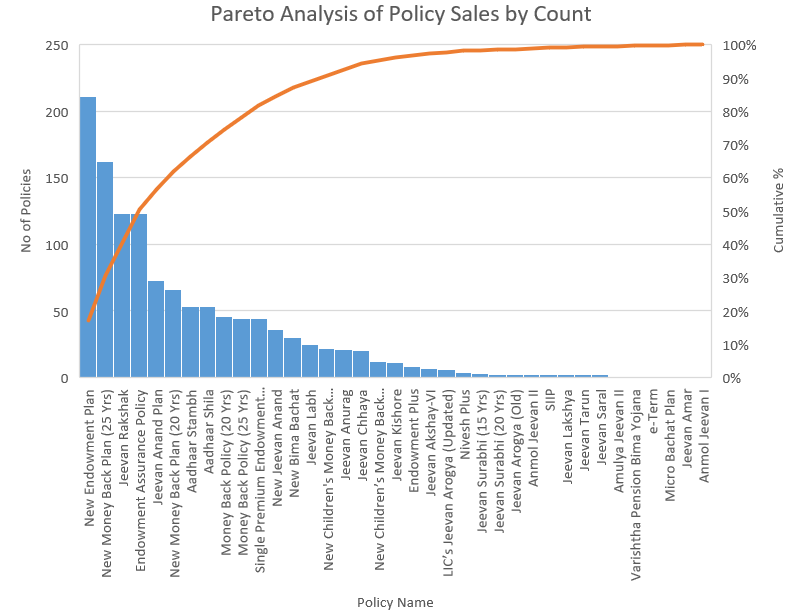 Pareto Analysis of Policy Sales by Count
250
200
150
100
50
0
No of Policies
100%
90%
80%
70%
60%
50%
40%
30%
20%
10%
0%
Cumulative %
New Endowment Plan
New Money Back Plan (25 Yrs)
Jeevan Rakshak
Endowment Assurance Policy
Jeevan Anand Plan
New Money Back Plan (20 Yrs)
Aadhaar Stambh
Aadhaar Shila
Money Back Policy (20 Yrs)
Money Back Policy (25 Yrs)
Single Premium Endowment...
New Jeevan Anand
New Bima Bachat
Jeevan Labh
New Children's Money Back...
Jeevan Anurag
Jeevan Chhaya
New Children’s Money Back...
Jeevan Kishore
Endowment Plus
Jeevan Akshay-VI
LIC’s Jeevan Arogya (Updated)
Nivesh Plus
Jeevan Surabhi (15 Yrs)
Jeevan Surabhi (20 Yrs)
Jeevan Arogya (Old)
Anmol Jeevan II
SIIP
Jeevan Lakshya
Jeevan Tarun
Jeevan Saral
Amulya Jeevan II
Varishtha Pension Bima Yojana
e-Term
Micro Bachat Plan
Jeevan Amar
Anmol Jeevan I
Policy Name